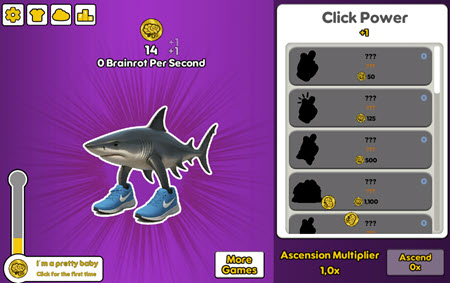 Click Power
+1
+1
14
+1
0 Brainrot Per Second
???
???
50
???
???
125
???
???
500
???
???
1,100
???
???
I'm a pretty baby
Click for the first time
More
Games
Ascension Multiplier
1,0x
Ascend
0x